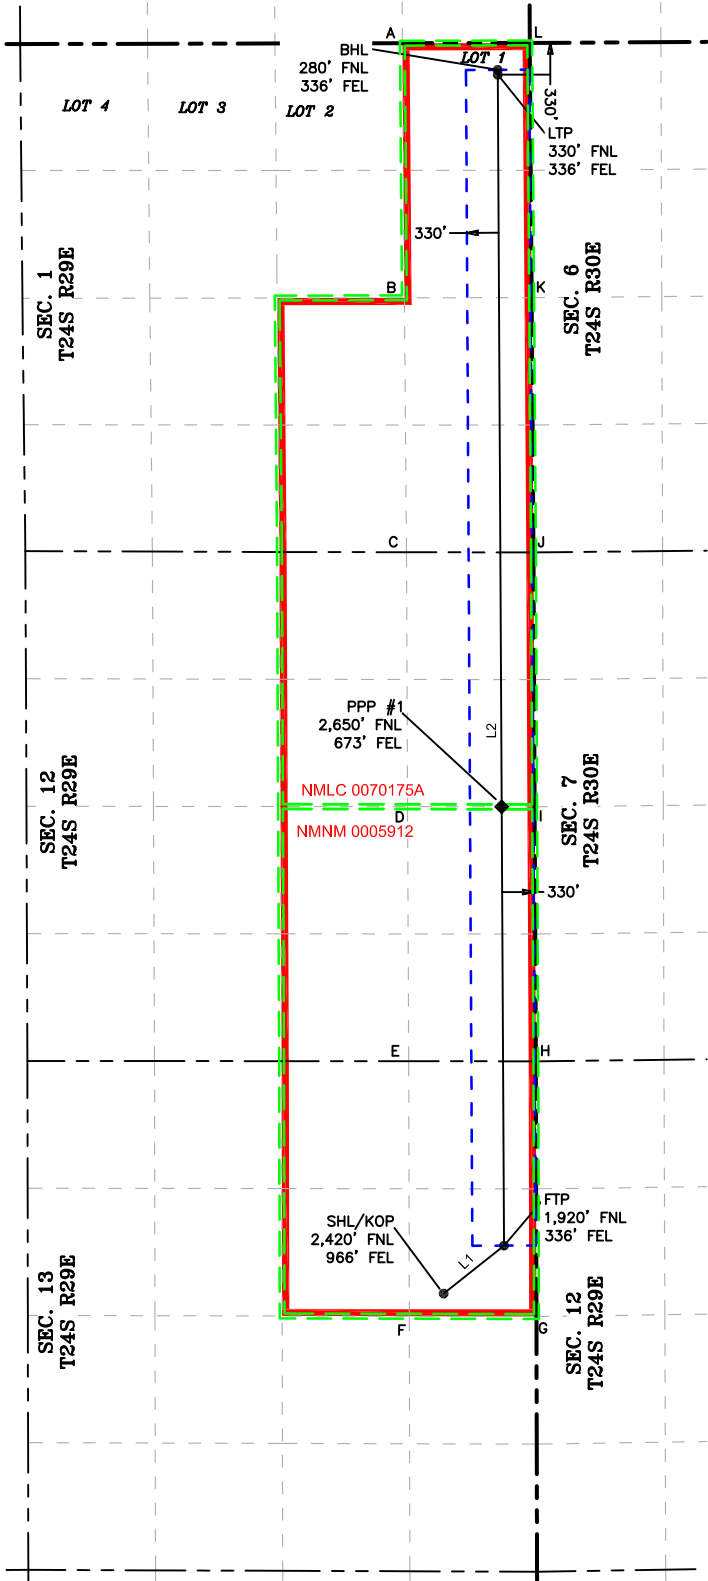 A
L
BHL
280' FNL
336' FEL
LOT 1
LOT 4
LOT 3
LOT 2
330'
LTP
330' FNL
336' FEL
330'
B
K
SEC. 1
T24S R29E
SEC. 6
T24S R30E
C
J
PPP #1
2,650' FNL
673' FEL
L2
NMLC 0070175A
D
I
NMNM 0005912
SEC. 12
T24S R29E
SEC. 7
T24S R30E
330'
E
H
FTP
1,920' FNL
336' FEL
SHL/KOP
2,420' FNL
966' FEL
L1
F
G
SEC. 13
T24S R29E
SEC. 12
T24S R29E